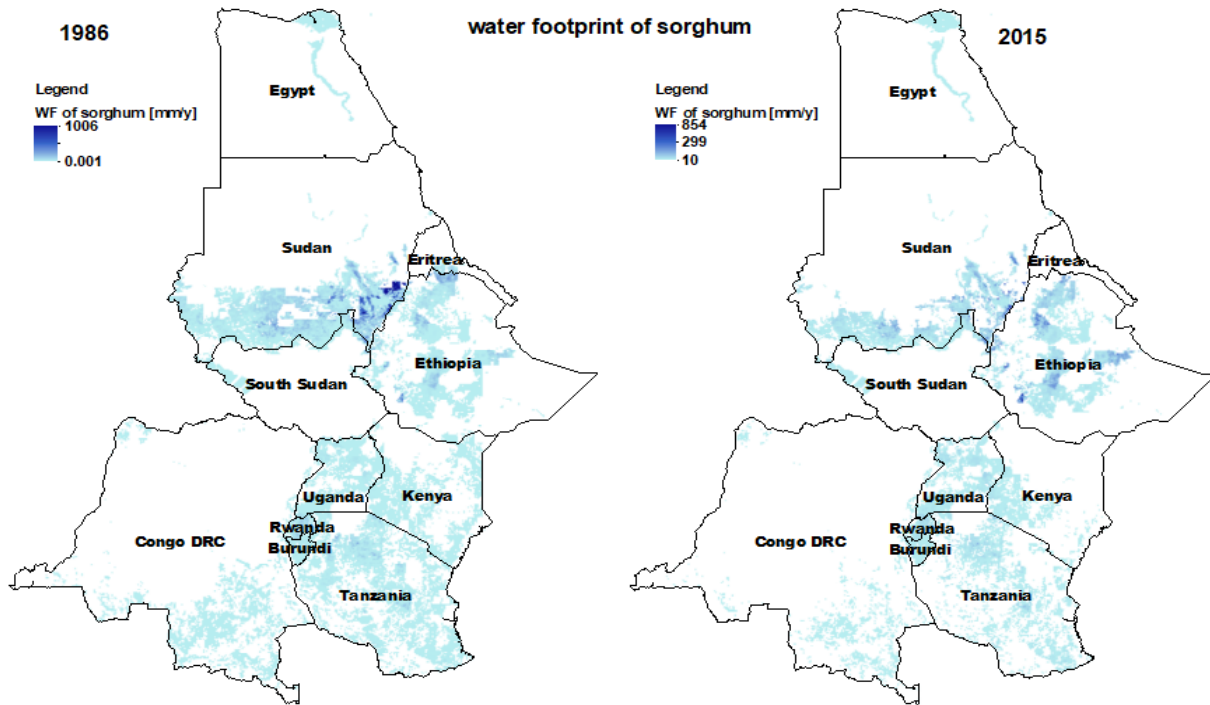 water footprint of sorghum
1986
Legend
WF of sorghum [mm/y]
1006
0.001
Egypt
Sudan
Eritrea
Ethiopia
South Sudan
Uganda
Kenya
Rwanda
Congo DRC
Burundi
Tanzania
2015
Legend
WF of sorghum [mm/y]
854
299
10
Egypt
Sudan
Eritrea
Ethiopia
South Sudan
Uganda
Kenya
Rwanda
Congo DRC
Burundi
Tanzania